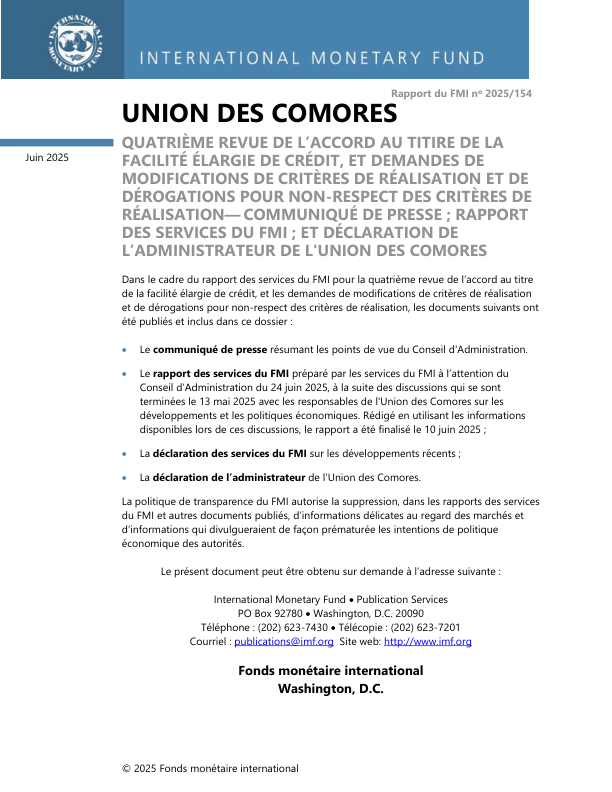 INTERNATIONAL MONETARY FUND
INTERNATIONAL MONETARY FUND
Rapport du FMI nº 2025/154
UNION DES COMORES
Juin 2025
QUATRIÈME REVUE DE L’ACCORD AU TITIRE DE LA
FACILITÉ ÉLARGIE DE CRÉDIT, ET DEMANDES DE
MODIFICATIONS DE CRITÈRES DE RÉALISATION ET DE
DÉROGATIONS POUR NON-RESPECT DES CRITÈRES DE
RÉALISATION— COMMUNIQUÉ DE PRESSE ; RAPPORT
DES SERVICES DU FMI ; ET DÉCLARATION DE
L’ADMINISTRATEUR DE L'UNION DES COMORES
Dans le cadre du rapport des services du FMI pour la quatrième revue de l’accord au titre
de la facilité élargie de crédit, et les demandes de modifications de critères de réalisation
et de dérogations pour non-respect des critères de réalisation, les documents suivants ont
été publiés et inclus dans ce dossier :
• Le communiqué de presse résumant les points de vue du Conseil d'Administration.
• Le rapport des services du FMI préparé par les services du FMI à l’attention du
Conseil d’Administration du 24 juin 2025, à la suite des discussions qui se sont
terminées le 13 mai 2025 avec les responsables de l'Union des Comores sur les
développements et les politiques économiques. Rédigé en utilisant les informations
disponibles lors de ces discussions, le rapport a été finalisé le 10 juin 2025 ;
• La déclaration des services du FMI sur les développements récents ;
• La déclaration de l’administrateur de l’Union des Comores.
La politique de transparence du FMI autorise la suppression, dans les rapports des services
du FMI et autres documents publiés, d’informations délicates au regard des marchés et
d’informations qui divulgueraient de façon prématurée les intentions de politique
économique des autorités.
Le présent document peut être obtenu sur demande à l’adresse suivante :
International Monetary Fund • Publication Services
PO Box 92780 • Washington, D.C. 20090
Téléphone : (202) 623-7430 • Télécopie : (202) 623-7201
Courriel : publications@imf.org Site web: http://www.imf.org
Fonds monétaire international
Washington, D.C.
© 2025 Fonds monétaire international